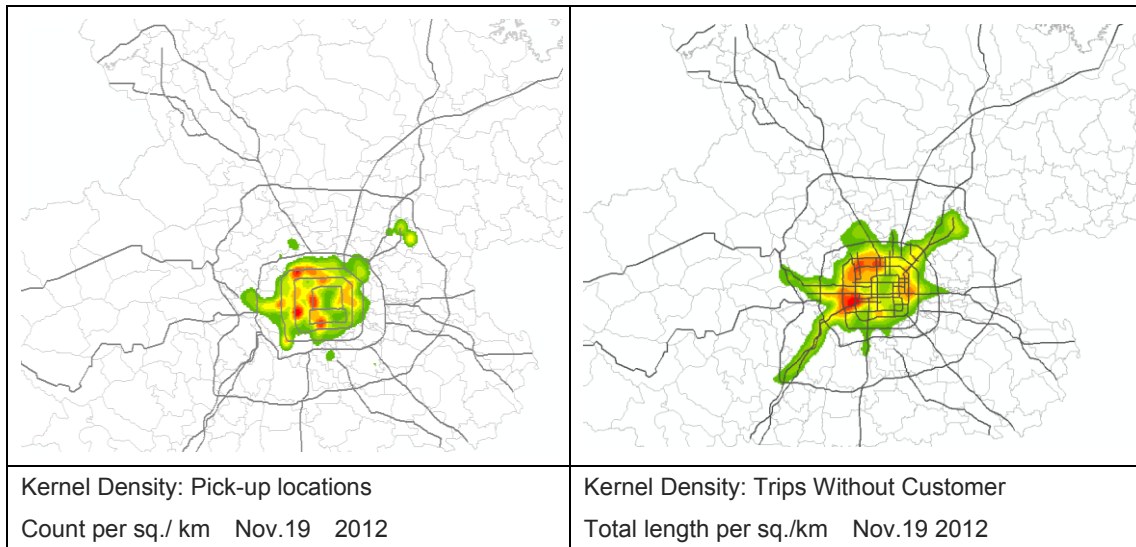 Kernel Density: Pick-up locations
Count per sq./ km Nov.19 2012
Kernel Density: Trips Without Customer
Total length per sq./km Nov.19 2012